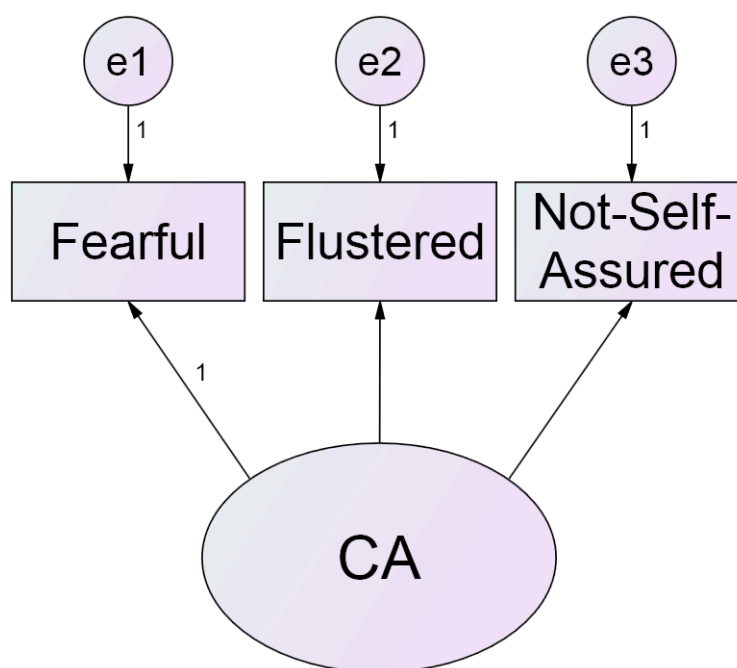 e1
e2
e3
1
1
1
Fearful
Flustered
Not-Self-
Assured
1
CA